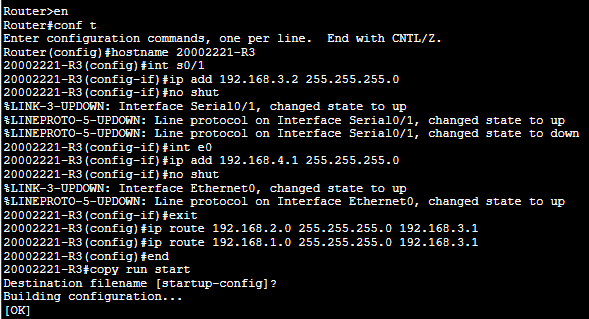 Router>en
Router#conf t
Enter configuration commands, one per line.  End with CNTL/Z.
Router(config)#hostname 20002221-R3
20002221-R3(config)#int s0/1
20002221-R3(config-if)#ip add 192.168.3.2 255.255.255.0
20002221-R3(config-if)#no shut
%LINK-3-UPDOWN: Interface Serial0/1, changed state to up
%LINEPROTO-5-UPDOWN: Line protocol on Interface Serial0/1, changed state to up
%LINEPROTO-5-UPDOWN: Line protocol on Interface Serial0/1, changed state to down
20002221-R3(config-if)#int e0
20002221-R3(config-if)#ip add 192.168.4.1 255.255.255.0
20002221-R3(config-if)#no shut
%LINK-3-UPDOWN: Interface Ethernet0, changed state to up
%LINEPROTO-5-UPDOWN: Line protocol on Interface Ethernet0, changed state to up
20002221-R3(config-if)#exit
20002221-R3(config)#ip route 192.168.2.0 255.255.255.0 192.168.3.1
20002221-R3(config)#ip route 192.168.1.0 255.255.255.0 192.168.3.1
20002221-R3(config)#end
20002221-R3#copy run start
Destination filename [startup-config]?
Building configuration...
[OK]